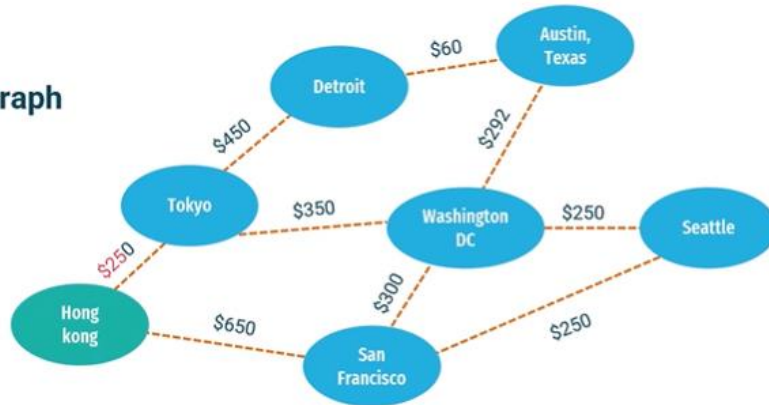 raph
Austin,
Texas
$60
Detroit
$450
$292
Tokyo
$350
Washington
DC
$250
Seattle
$250
Hong
kong
$650
$300
$250
San
Francisco